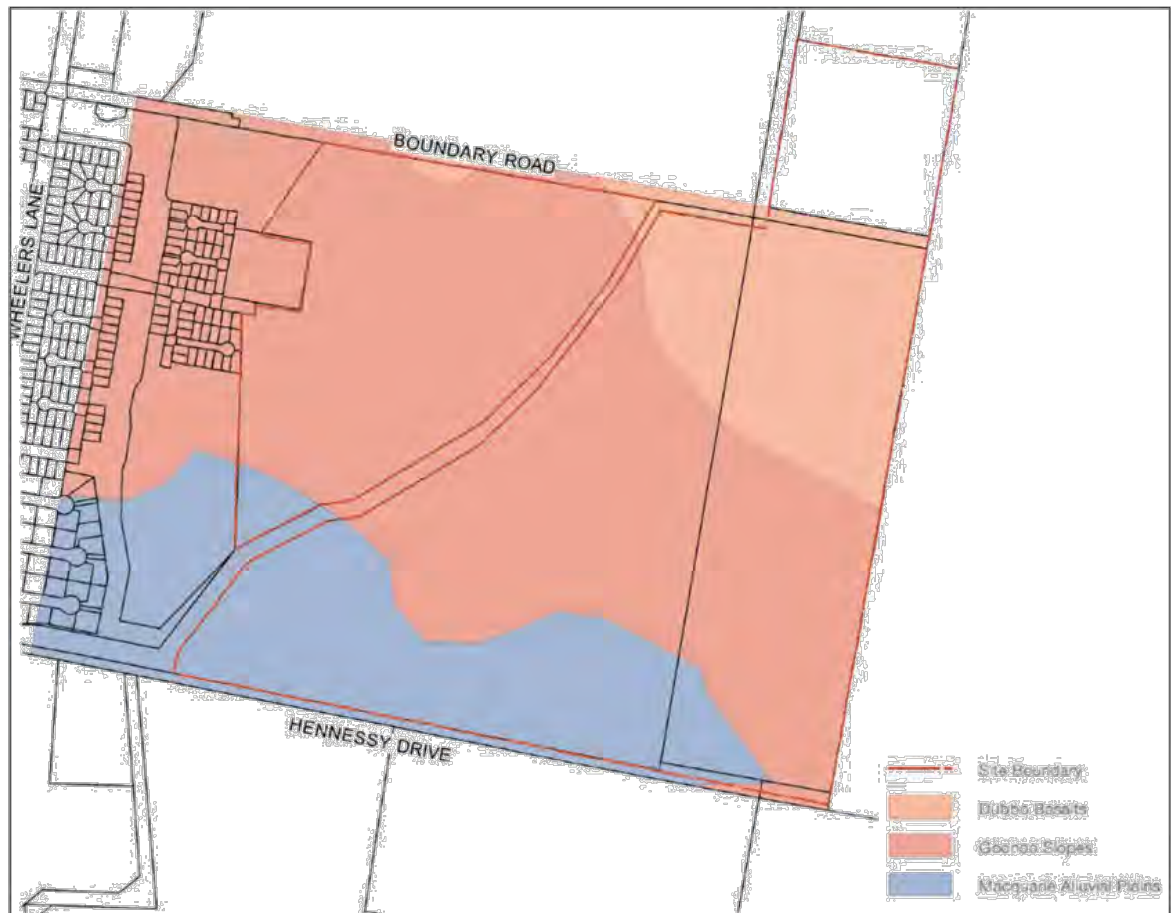 BOUNDARY ROAD
WHEELERS LANE
HENNESSY DRIVE
Site Boundary
Dubbo Basalts
Goonoo Slopes
Macquarie Alluvial Plains